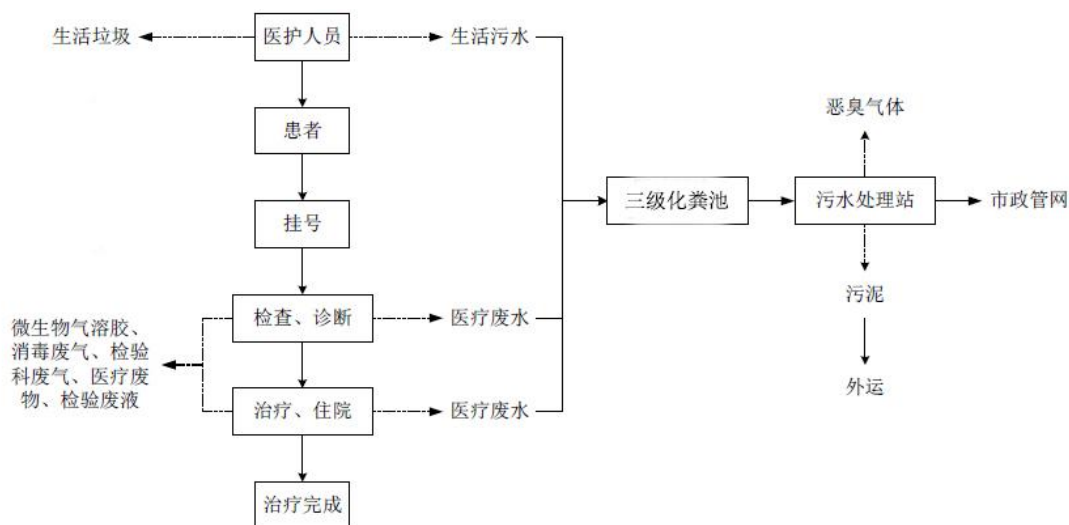 生活垃圾
医护人员
生活污水
患者
挂号
检查、诊断
医疗废水
微生物气溶胶、
消毒废气、检验
科废气、医疗废
物、检验废液
治疗、住院
医疗废水
治疗完成
三级化粪池
恶臭气体
污水处理站
市政管网
污泥
外运